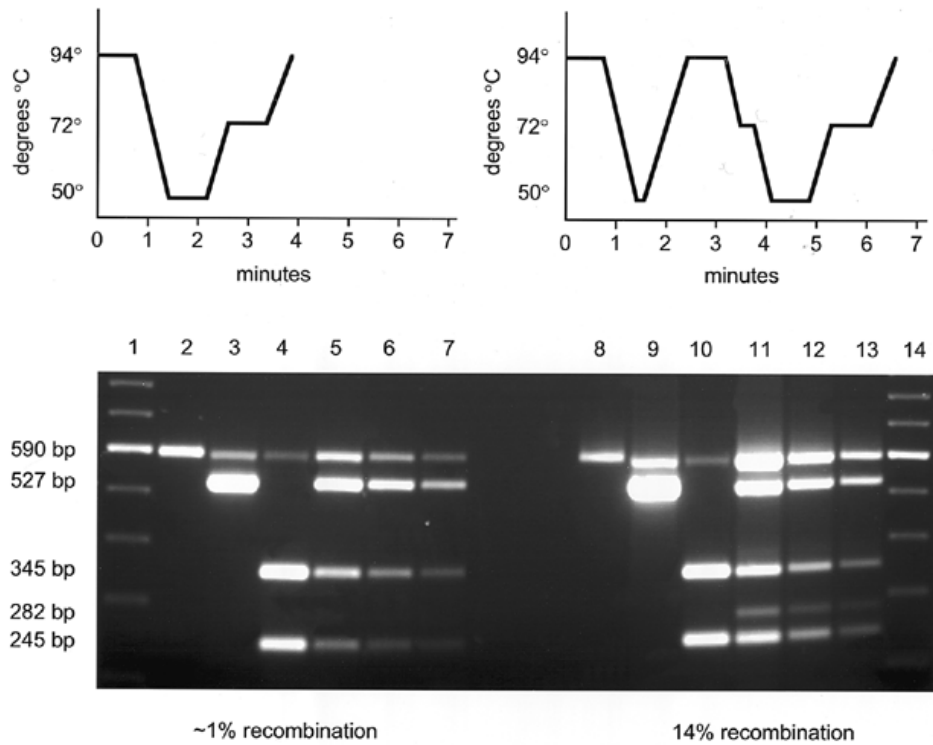 94°
72°
50°
degrees °C
0 1 2 3 4 5 6 7
minutes
94°
72°
50°
degrees °C
0 1 2 3 4 5 6 7
minutes
1 2 3 4 5 6 7 8 9 10 11 12 13 14
590 bp
527 bp
345 bp
282 bp
245 bp
~1% recombination 14% recombination